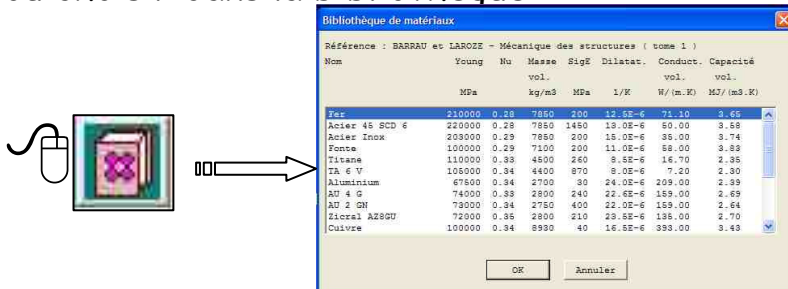 Bibliothèque de matériaux
Référence : BARRAU et LAROZE - Mécanique des structures ( tome 1 )
Nom Young Nu Masse SigE Dilatat. Conduct. Capacité
vol. vol. vol.
MPa kg/m3 MPa 1/K W/(m.K) MJ/(m3.K)
Fer 210000 0.28 7850 200 12.5E-6 71.10 3.65
Acier 45 SCD 6 220000 0.28 7850 1450 13.0E-6 50.00 3.58
Acier Inox 203000 0.29 7850 200 15.0E-6 35.00 3.74
Fonte 100000 0.29 7100 200 11.0E-6 58.00 3.83
Titane 110000 0.33 4500 260 8.5E-6 16.70 2.35
TA 6 V 105000 0.34 4400 870 8.0E-6 7.20 2.30
Aluminium 67500 0.34 2700 30 24.0E-6 209.00 2.39
AU 4 G 74000 0.33 2800 240 22.6E-6 159.00 2.69
AU 2 GN 73000 0.34 2750 400 22.0E-6 159.00 2.64
Zicral AZ8GU 72000 0.35 2800 210 23.5E-6 135.00 2.70
Cuivre 100000 0.34 8930 40 16.5E-6 393.00 3.43
OK Annuler